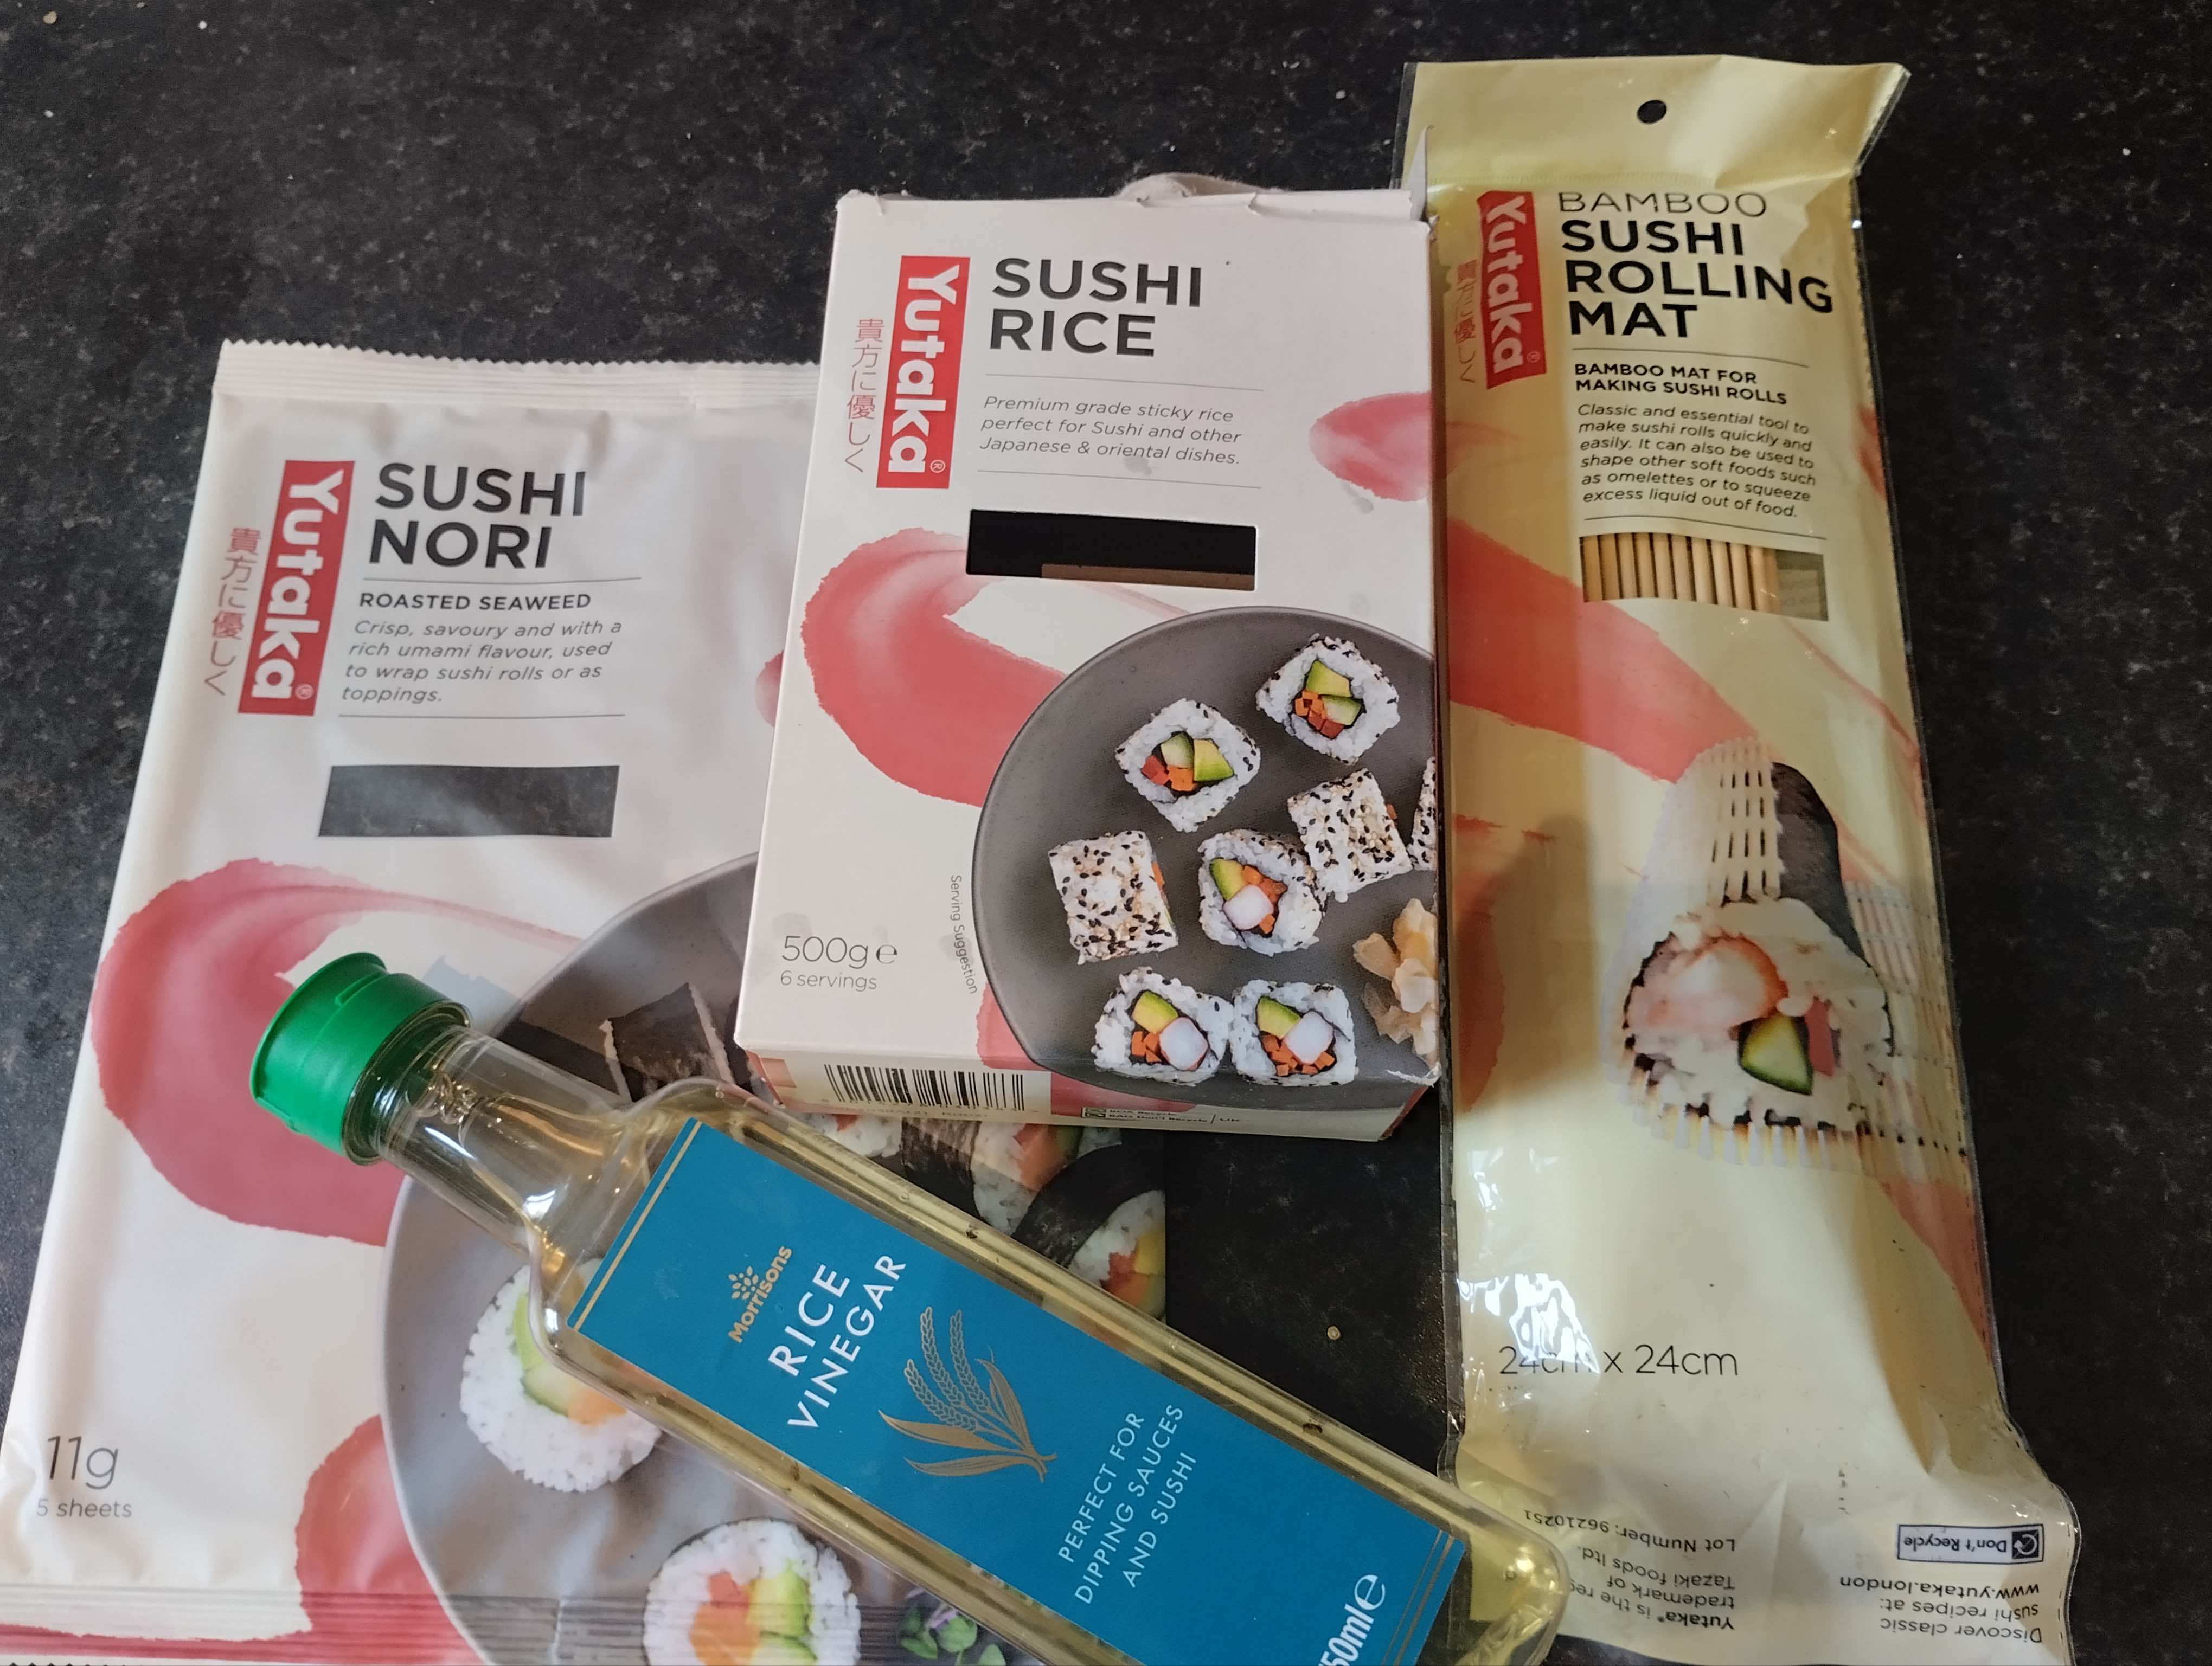 Yutaka®
貴方に優しく
SUSHI
NORI
ROASTED SEAWEED
Crisp, savoury and with a
rich umami flavour, used
to wrap sushi rolls or as
toppings.
11g
5 sheets
Yutaka®
貴方に優しく
SUSHI
RICE
Premium grade sticky rice
perfect for Sushi and other
Japanese & oriental dishes.
500g e
6 servings
Serving Suggestion
Yutaka®
貴方に優しく
BAMBOO
SUSHI
ROLLING
MAT
BAMBOO MAT FOR
MAKING SUSHI ROLLS
Classic and essential tool to
make sushi rolls quickly and
easily. It can also be used to
shape other soft foods such
as omelettes or to squeeze
excess liquid out of food.
24cm x 24cm
Don't Recycle
Discover classic
sushi recipes at:
www.yutaka.london
Yutaka® is the
trademark of
Tazaki foods ltd.
Lot Number: 96210251
Morrisons
RICE
VINEGAR
PERFECT FOR
DIPPING SAUCES
AND SUSHI
50ml e